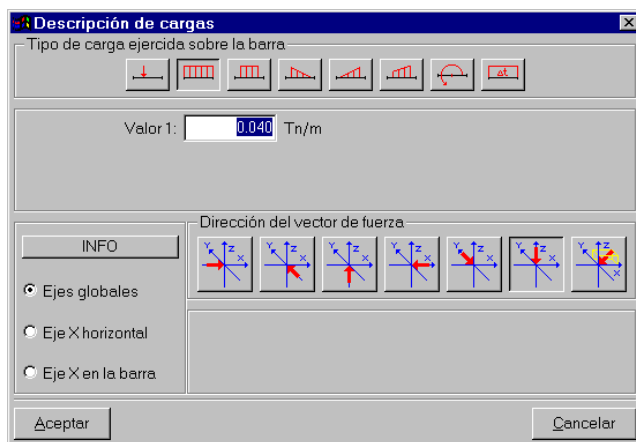 Descripción de cargas
Tipo de carga ejercida sobre la barra
Δt
Valor 1: 0.040 Tn/m
INFO
Ejes globales
Eje X horizontal
Eje X en la barra
Dirección del vector de fuerza
Y Z X
Y Z X
Y Z X
Y Z X
Y Z X
Y Z X
Y Z X
Aceptar
Cancelar